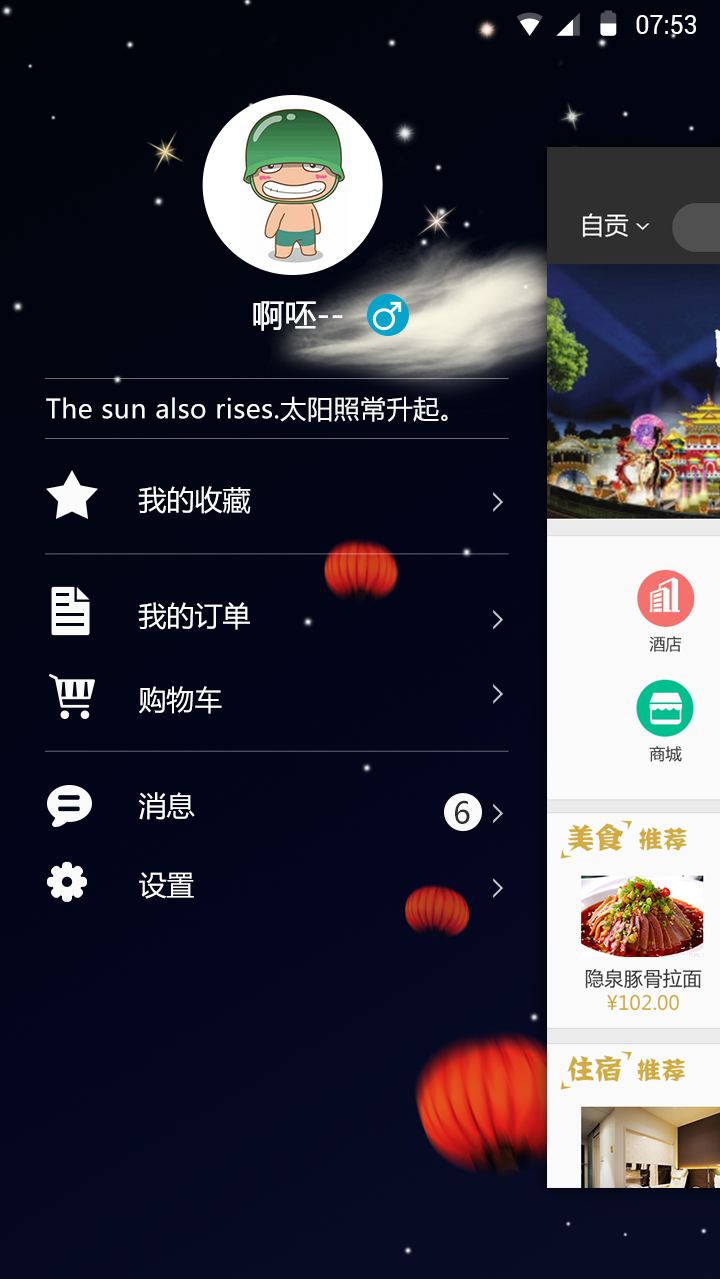 07:53
自贡
啊呸--
The sun also rises.太阳照常升起。
我的收藏
我的订单
购物车
消息
6
设置
酒店
商城
美食 推荐
隐泉豚骨拉面
¥102.00
住宿 推荐